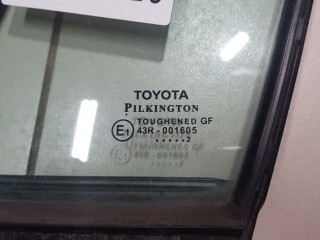 TOYOTA
PILKINGTON
TOUGHENED GF
E1 43R-001605
.....2